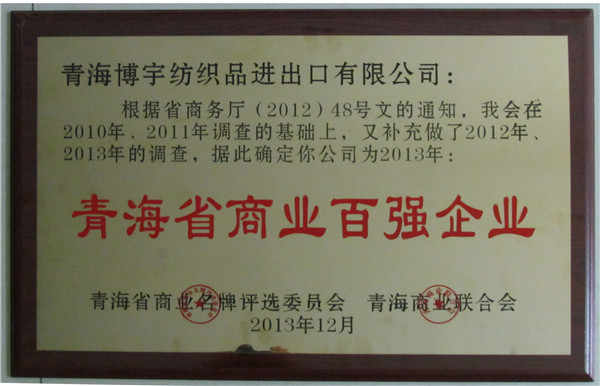 青海博宇纺织品进出口有限公司：
根据省商务厅（2012）48号文的通知，我会在
2010年、2011年调查的基础上，又补充做了2012年、
2013年的调查，据此确定你公司为2013年：
青海省商业百强企业
青海省商业名牌评选委员会 青海商业联合会
2013年12月